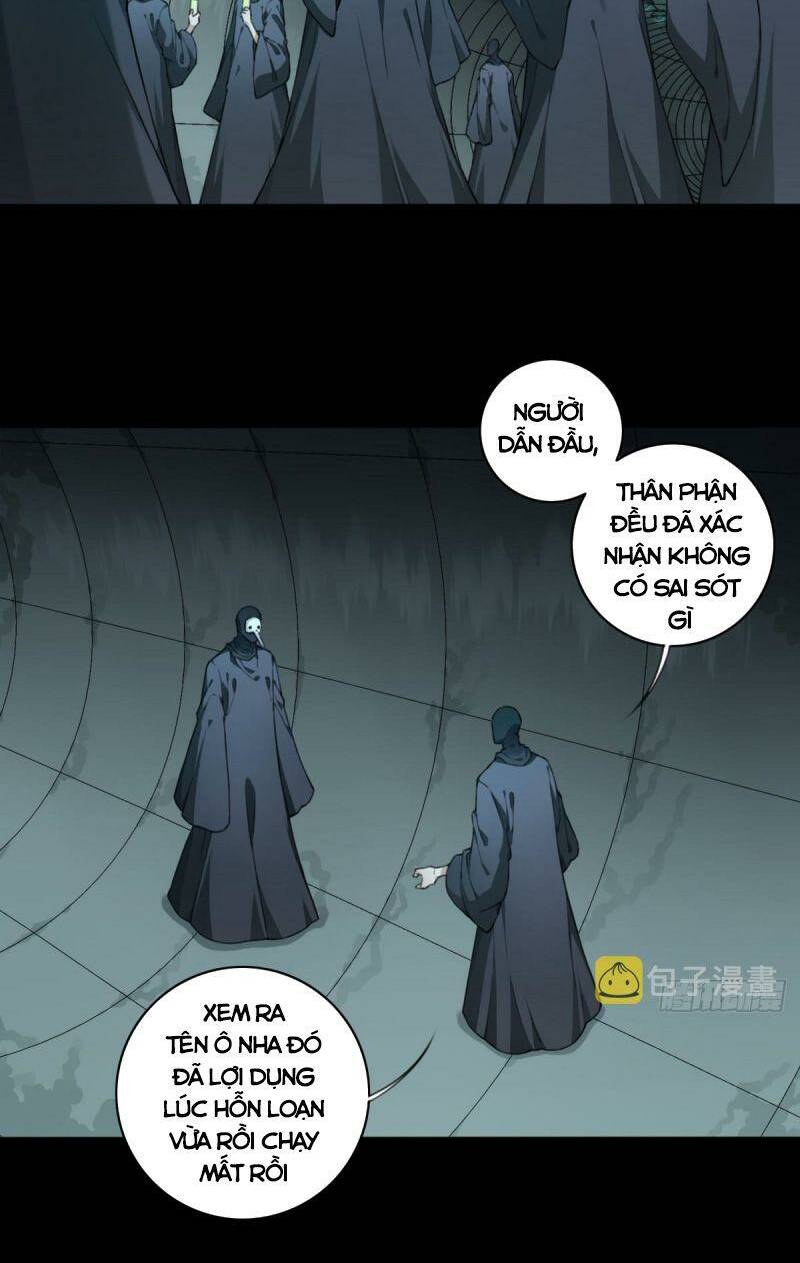 NGƯỜI
DẪN ĐẦU,
THÂN PHẬN
ĐỀU ĐÃ XÁC
NHẬN KHÔNG
CÓ SAI SÓT
GÌ
包子漫畫
XEM RA
TÊN Ô NHA ĐÓ
ĐÃ LỢI DỤNG
LÚC HỖN LOẠN
VỪA RỒI CHẠY
MẤT RỒI